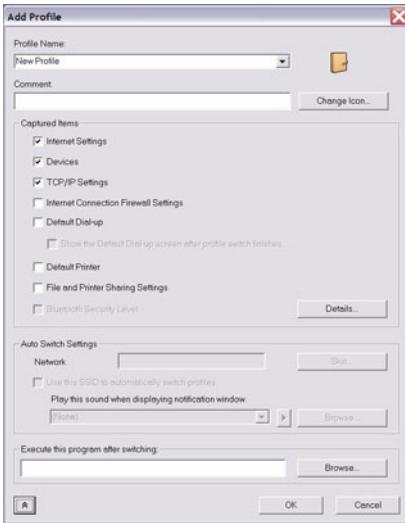 Add Profile
Profile Name:
New Profile
Comment:
Change Icon...
Captured Items
Internet Settings
Devices
TCP/IP Settings
Internet Connection Firewall Settings
Default Dial-up
Show the Default Dial-up screen after profile switch finishes.
Default Printer
File and Printer Sharing Settings
Bluetooth Security Level
Details...
Auto Switch Settings
Network:
Skin...
Use this SSID to automatically switch profiles.
Play this sound when displaying notification window.
(None)
Browse...
Execute this program after switching:
Browse...
OK Cancel